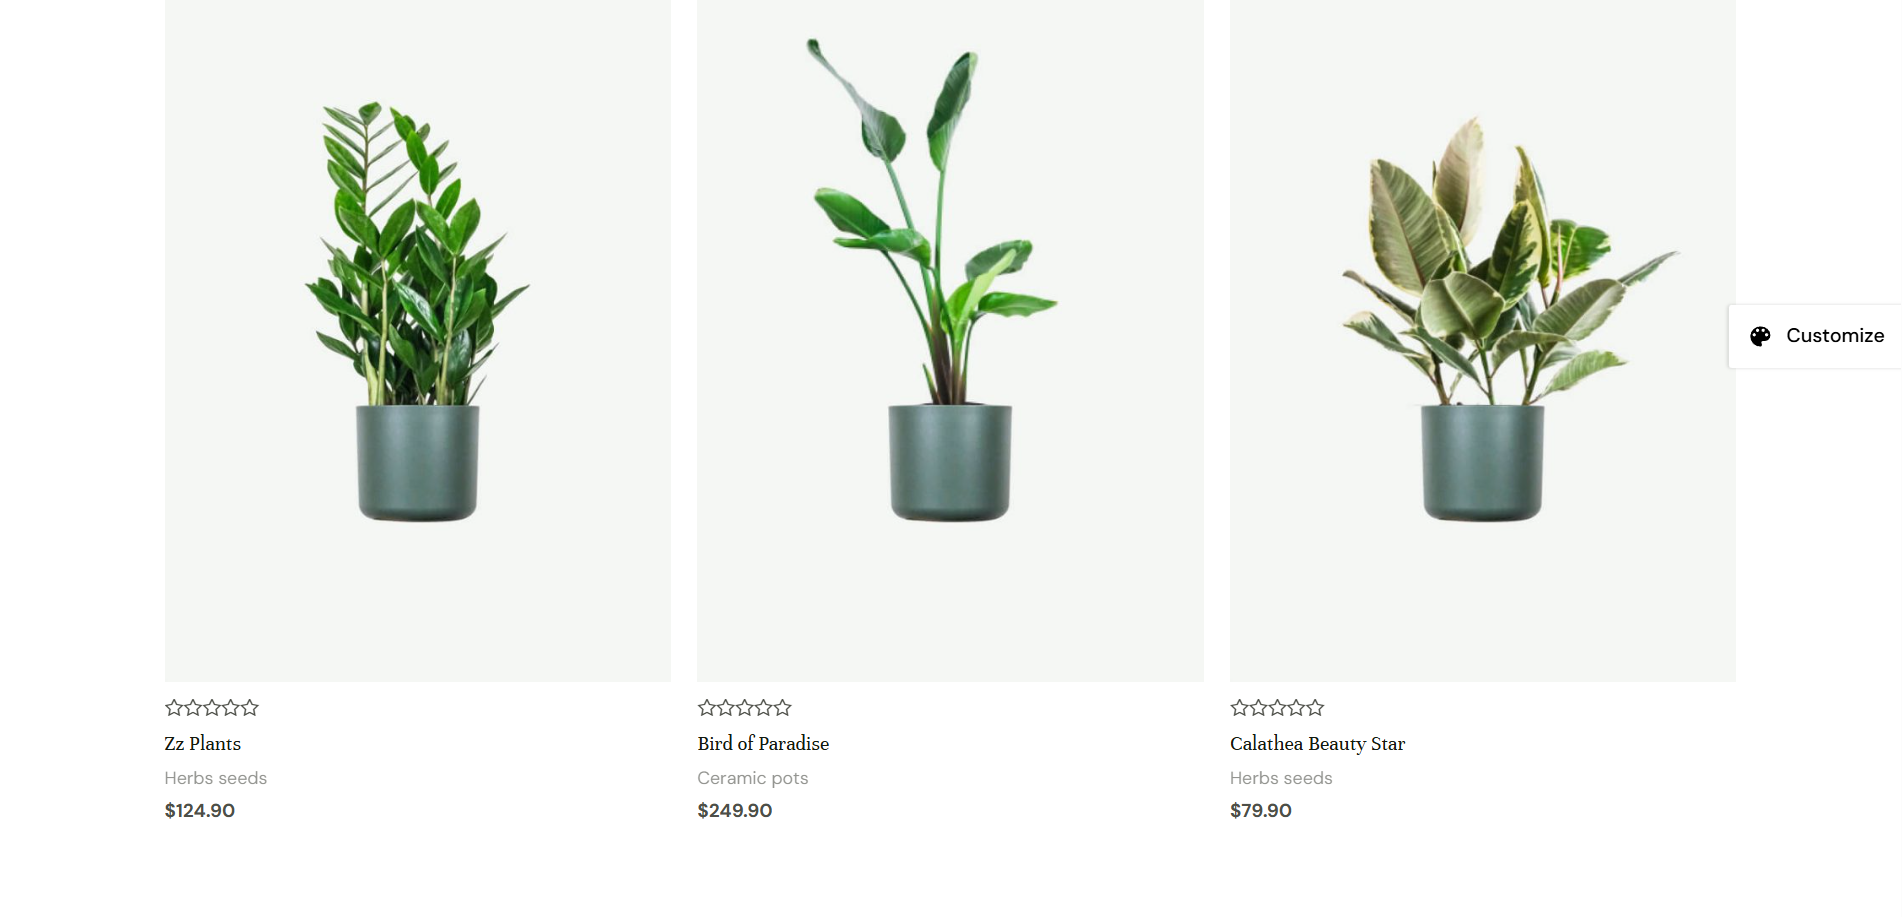 Customize
Zz Plants
Herbs seeds
$124.90
Bird of Paradise
Ceramic pots
$249.90
Calathea Beauty Star
Herbs seeds
$79.90